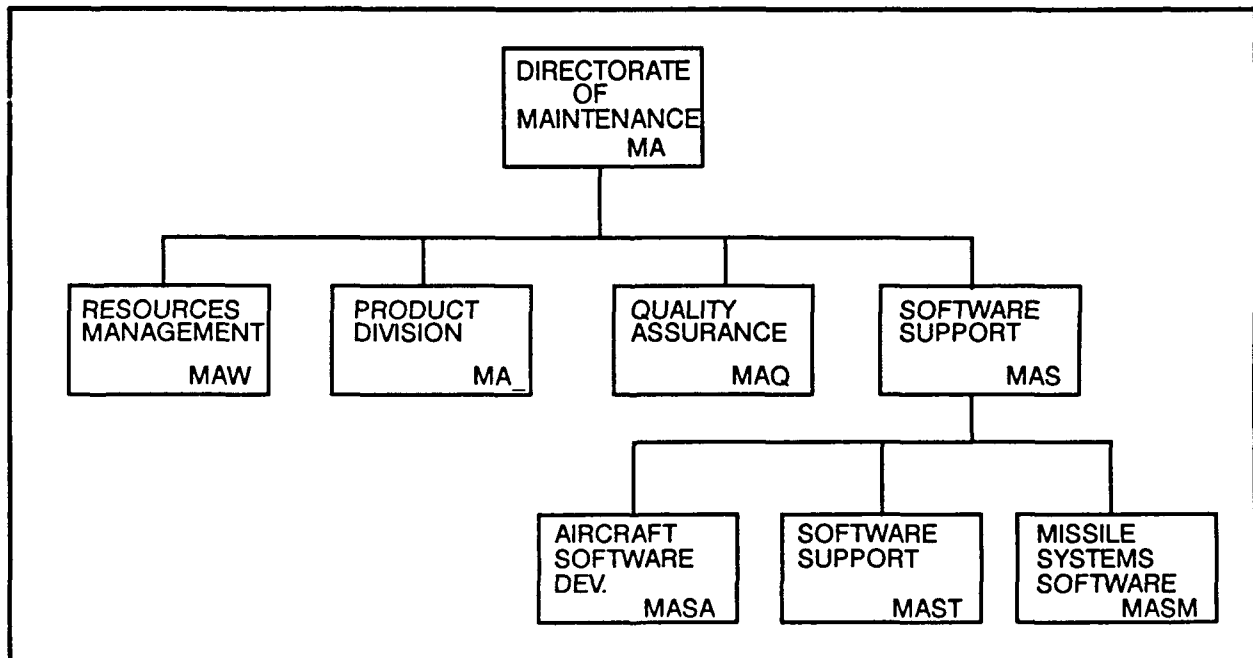 DIRECTORATE
OF
MAINTENANCE
MA
RESOURCES
MANAGEMENT
MAW
PRODUCT
DIVISION
MA_
QUALITY
ASSURANCE
MAQ
SOFTWARE
SUPPORT
MAS
AIRCRAFT
SOFTWARE
DEV.
MASA
SOFTWARE
SUPPORT
MAST
MISSILE
SYSTEMS
SOFTWARE
MASM